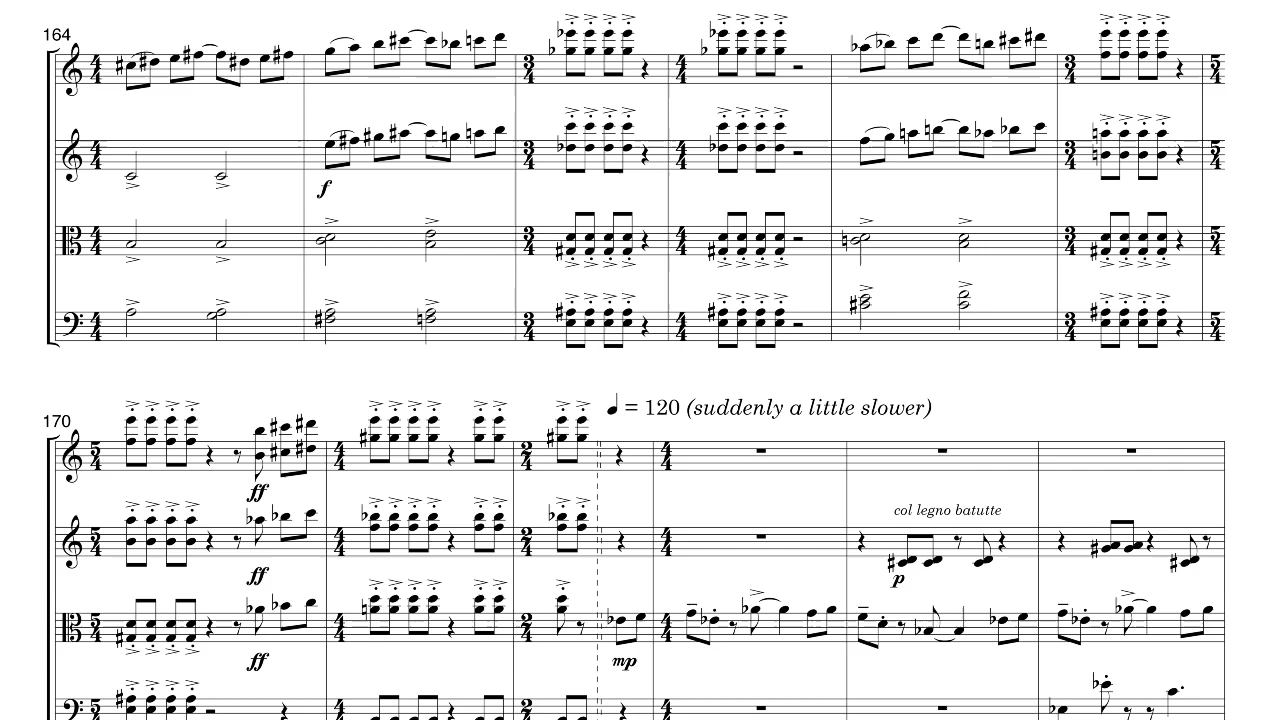 164
f
170
= 120 (suddenly a little slower)
ff
col legno batutte
ff
p
ff
mp